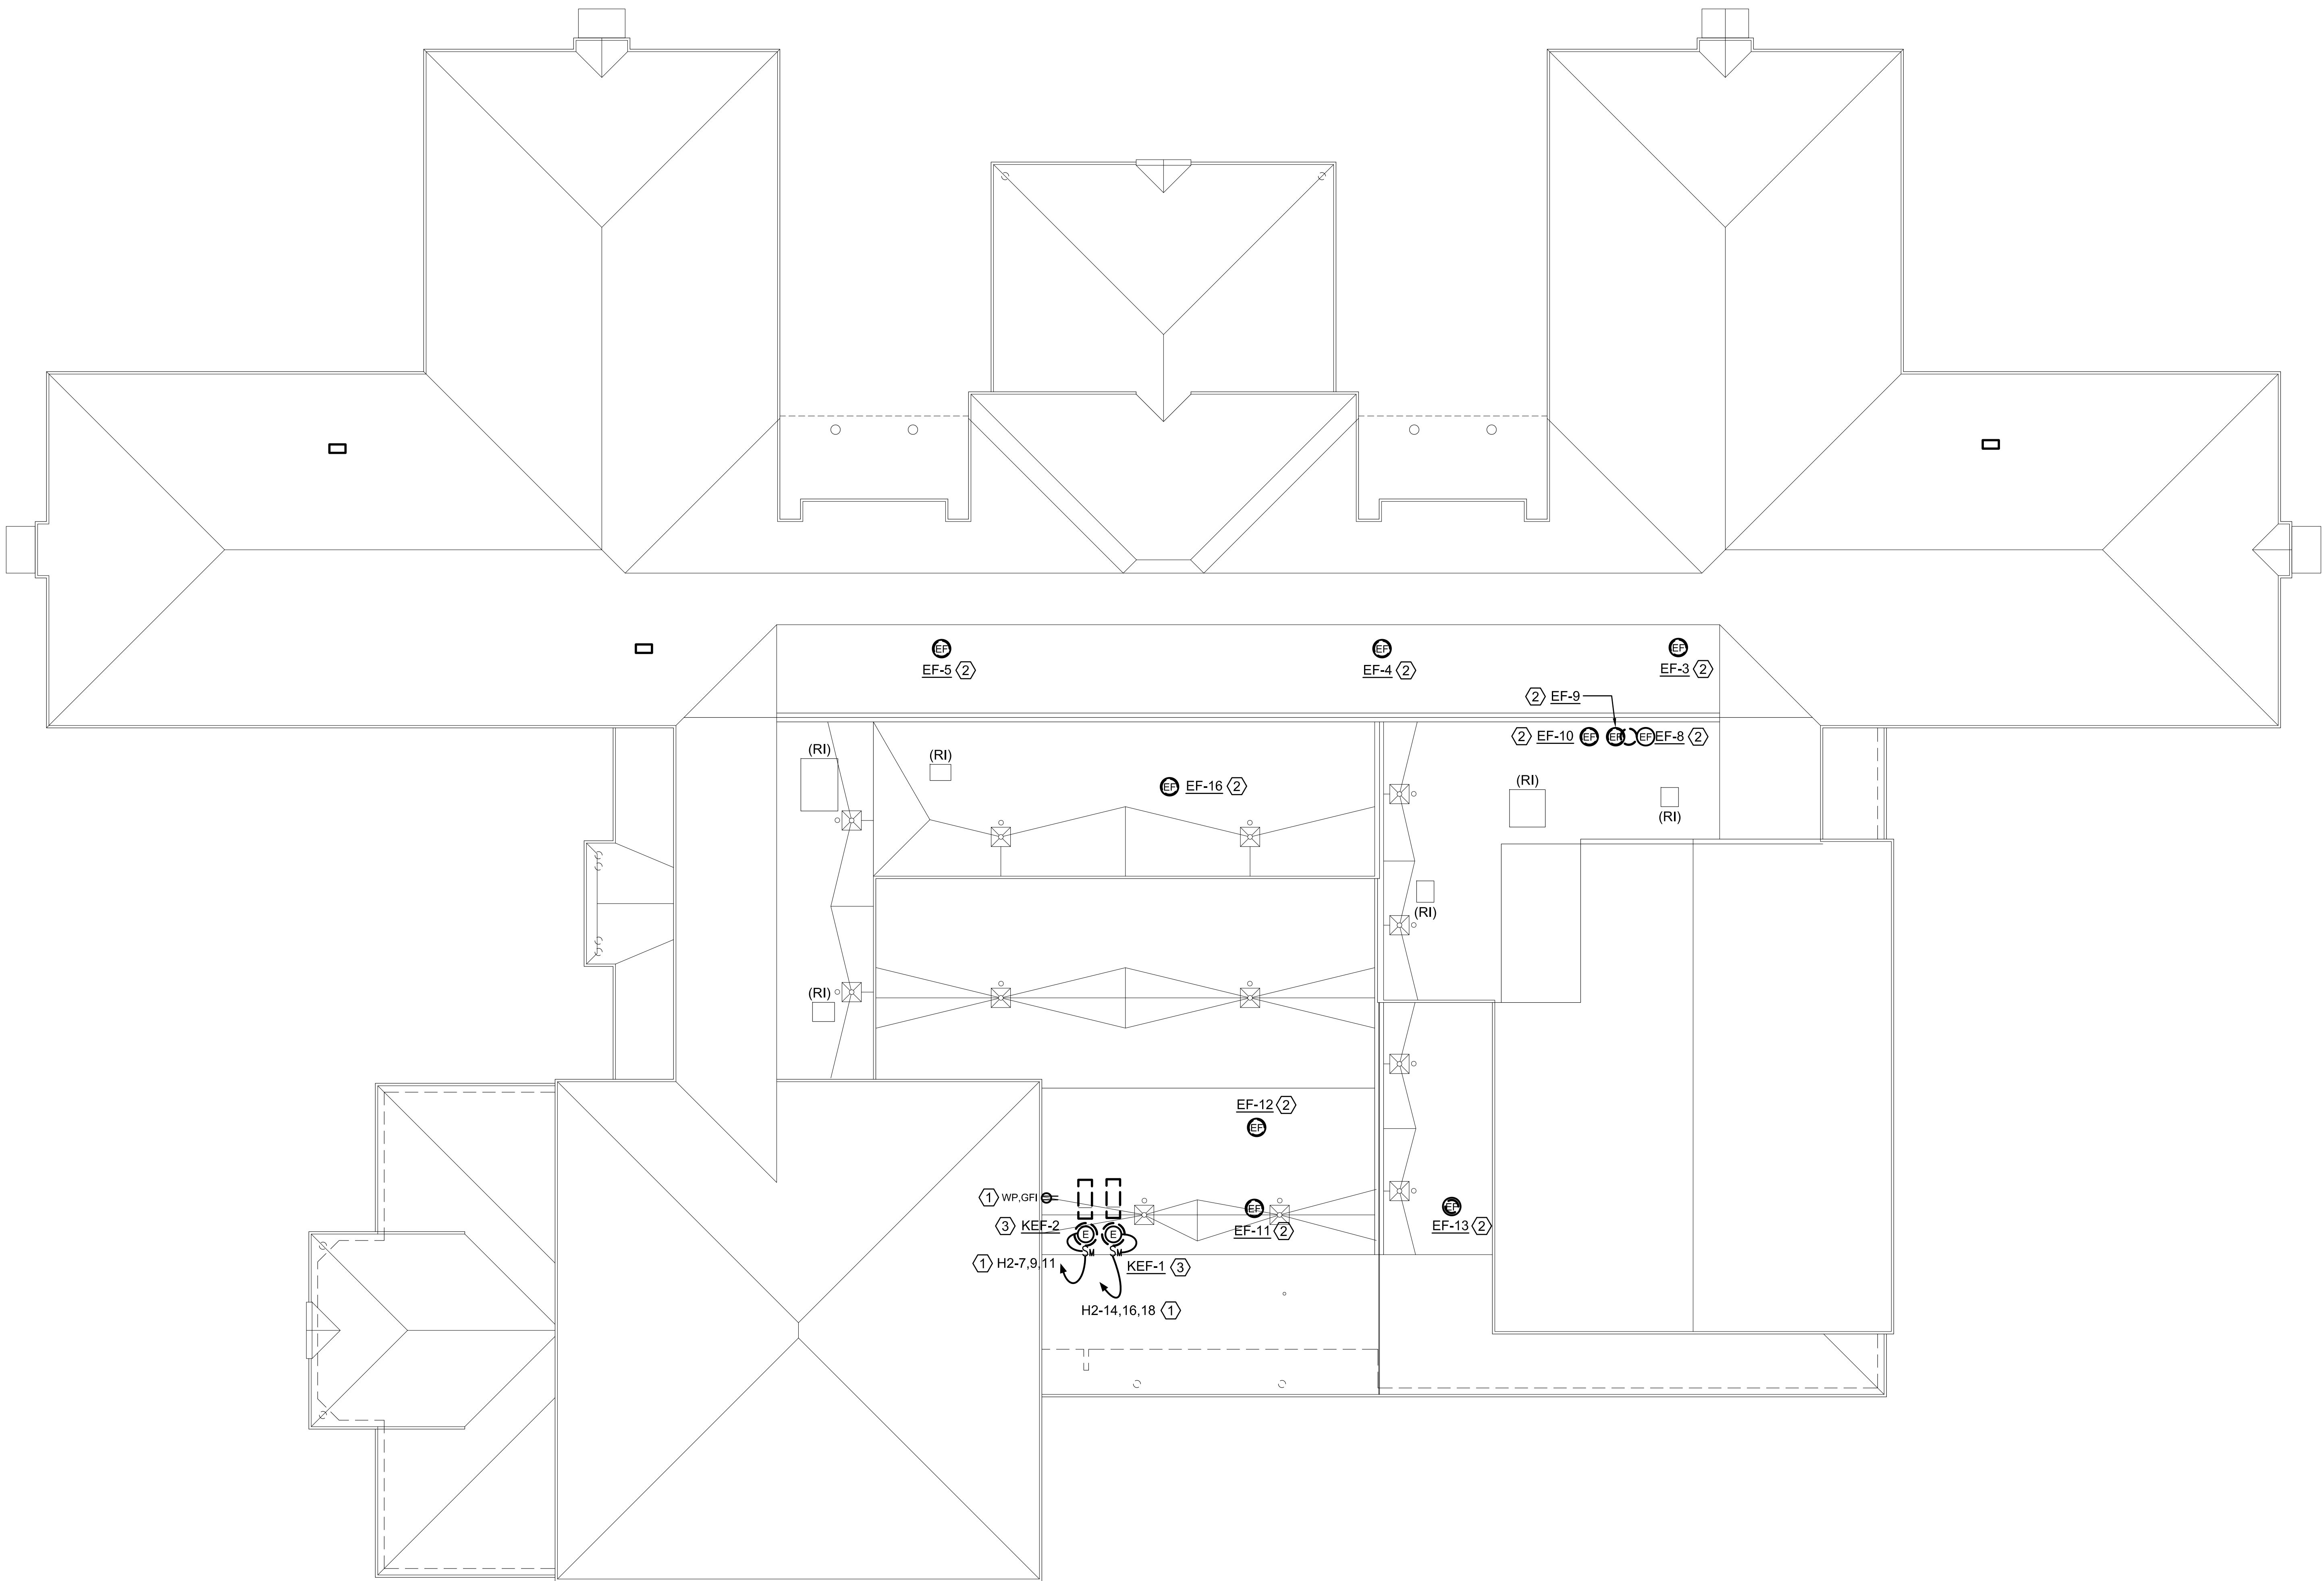 EF EF EF
EF-5 2
EF-4 2
EF-3 2
2 EF-9
2 EF-10 EF EF EF EF-8 2
(RI)
(RI)
EF EF-16 2
(RI)
(RI)
(RI)
(RI)
EF-12 2
EF
1 WP,GFI
EF
EF
3 KEF-2
E E
EF-11 2
EF-13 2
SM SM
1 H2-7,9,11
KEF-1 3
H2-14,16,18 1